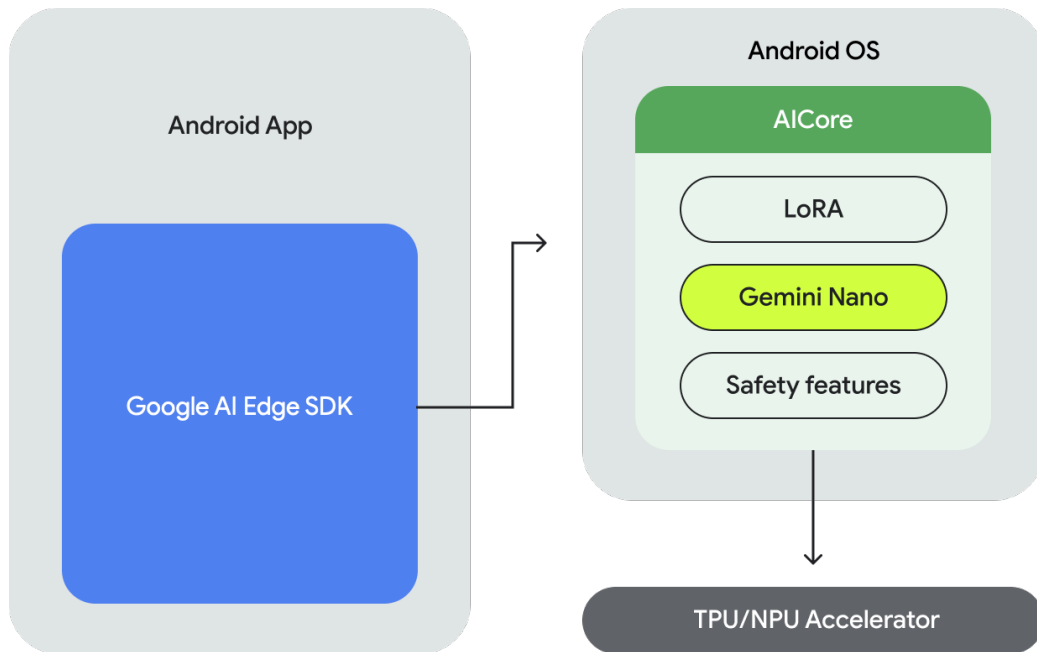 Android App
Google AI Edge SDK
Android OS
AICore
LoRA
Gemini Nano
Safety features
TPU/NPU Accelerator